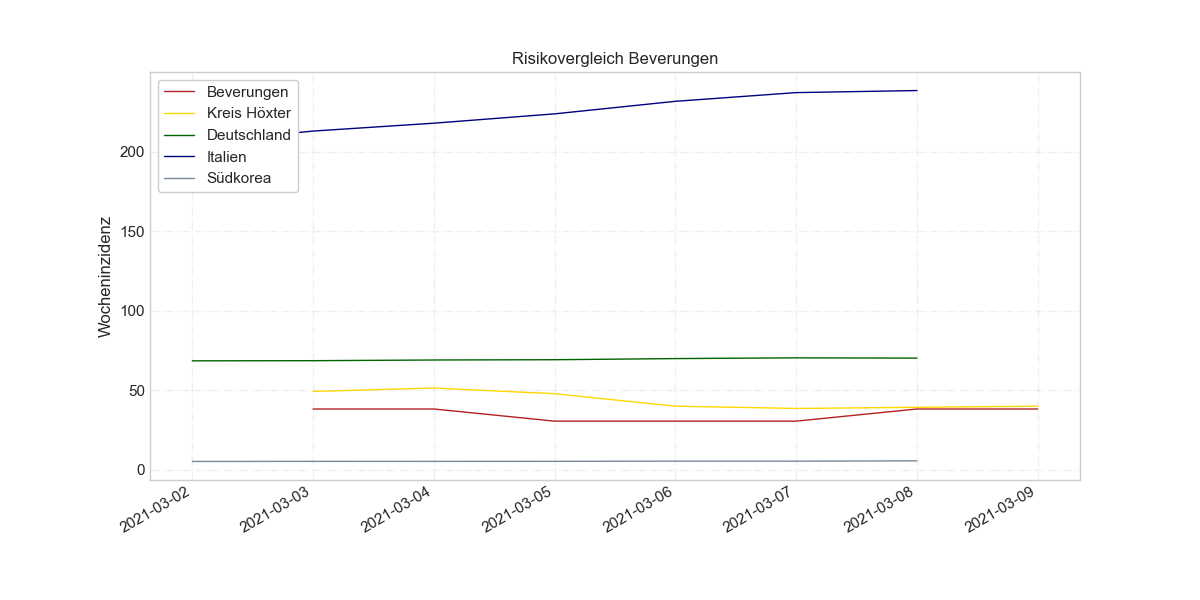 Risikovergleich Beverungen
Beverungen
Kreis Höxter
Deutschland
Italien
Südkorea
Wocheninzidenz
200
150
100
50
0
2021-03-02
2021-03-03
2021-03-04
2021-03-05
2021-03-06
2021-03-07
2021-03-08
2021-03-09